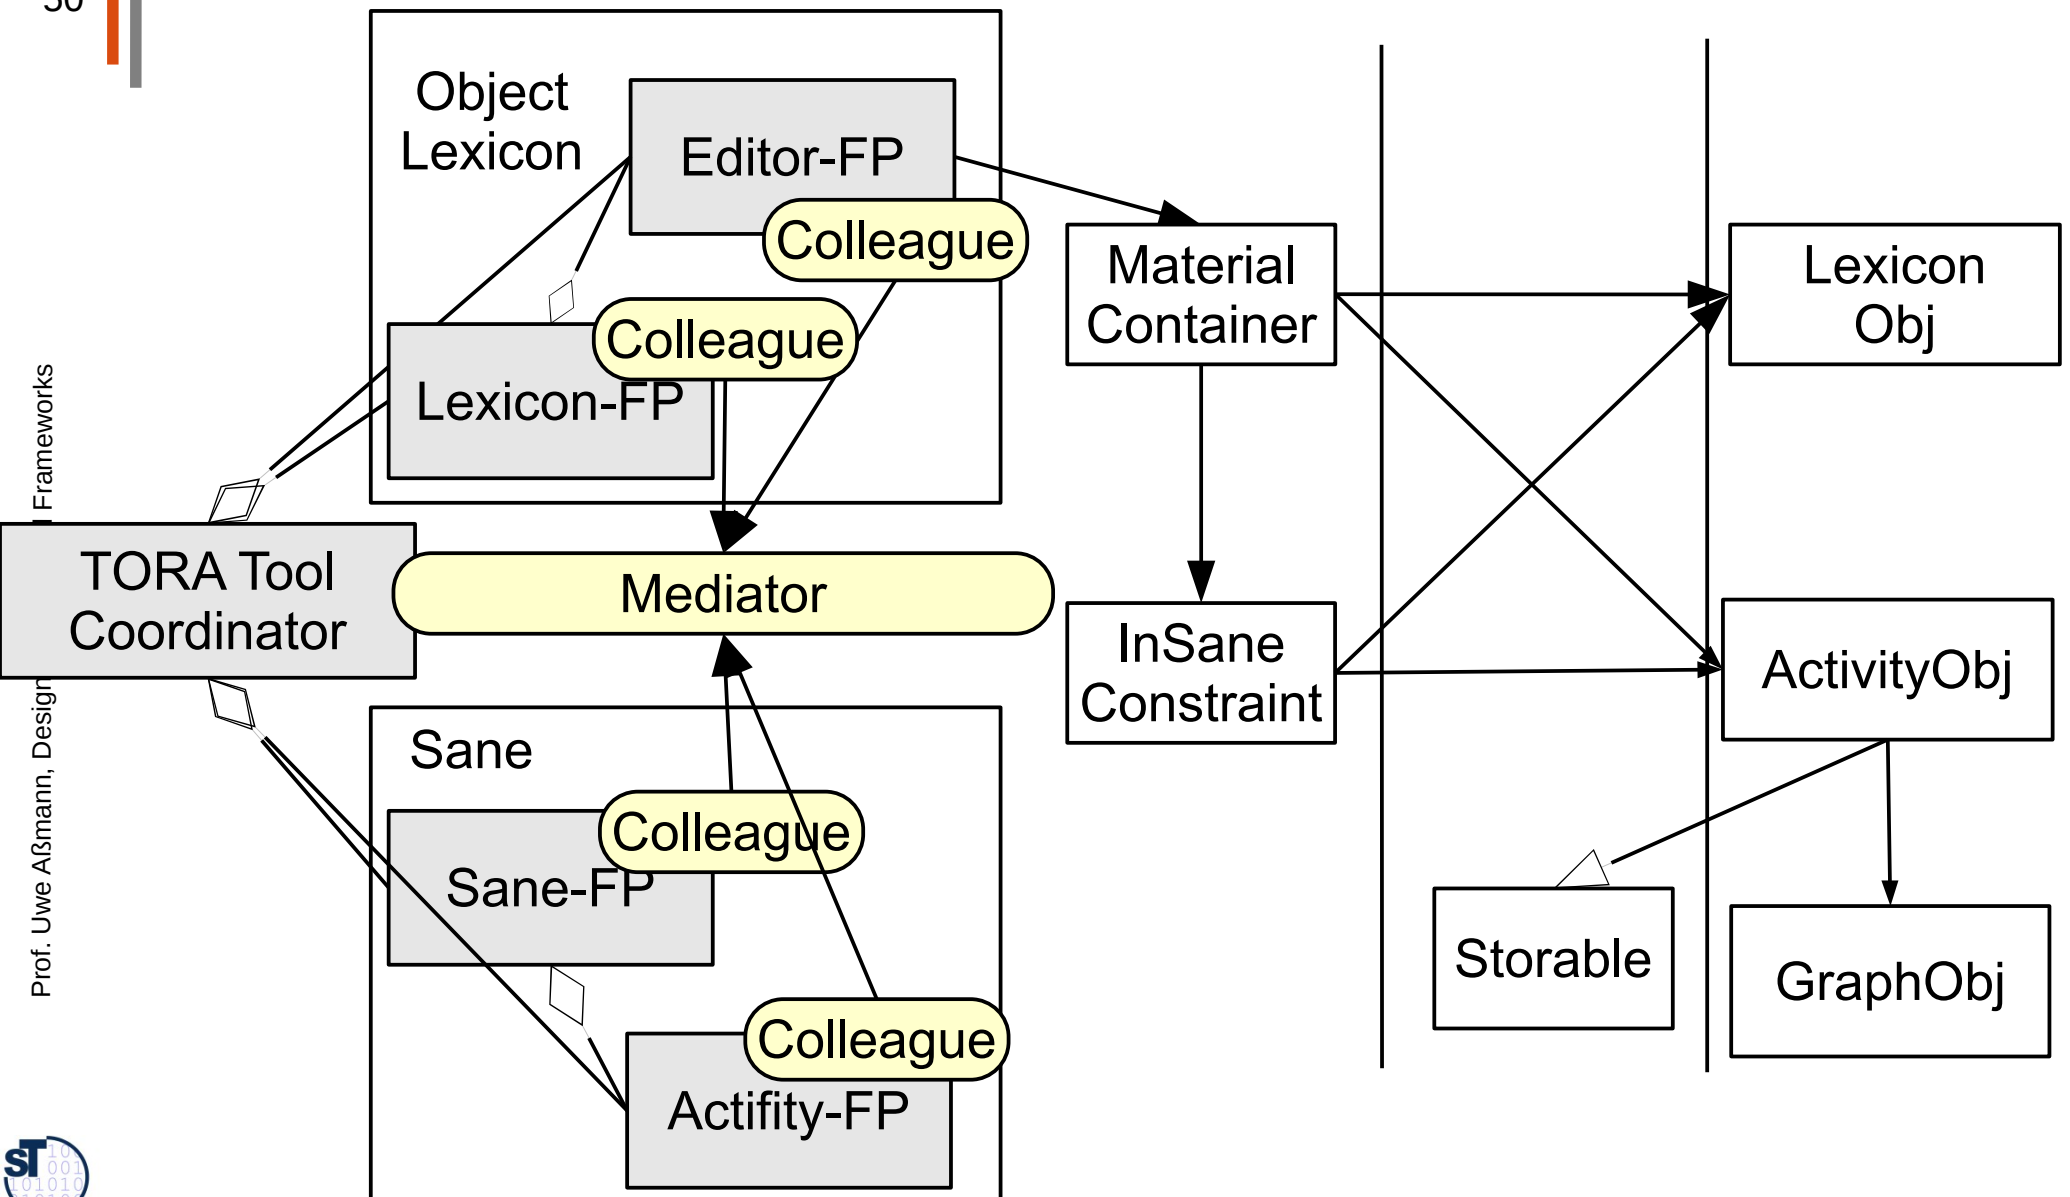 Object
Lexicon
Editor-FP
Colleague
Colleague
Lexicon-FP
Material
Container
Lexicon
Obj
TORA Tool
Coordinator
Mediator
InSane
Constraint
ActivityObj
Sane
Colleague
Sane-FP
Colleague
Actifity-FP
Storable
GraphObj
Prof. Uwe Aßmann, Design
Frameworks
ST